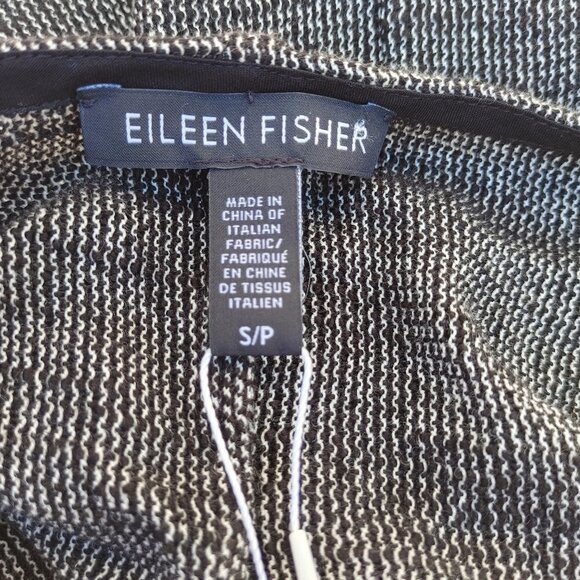 EILEEN FISHER
MADE IN
CHINA OF
ITALIAN
FABRIC/
FABRIQUÉ
EN CHINE
DE TISSUS
ITALIEN
S/P